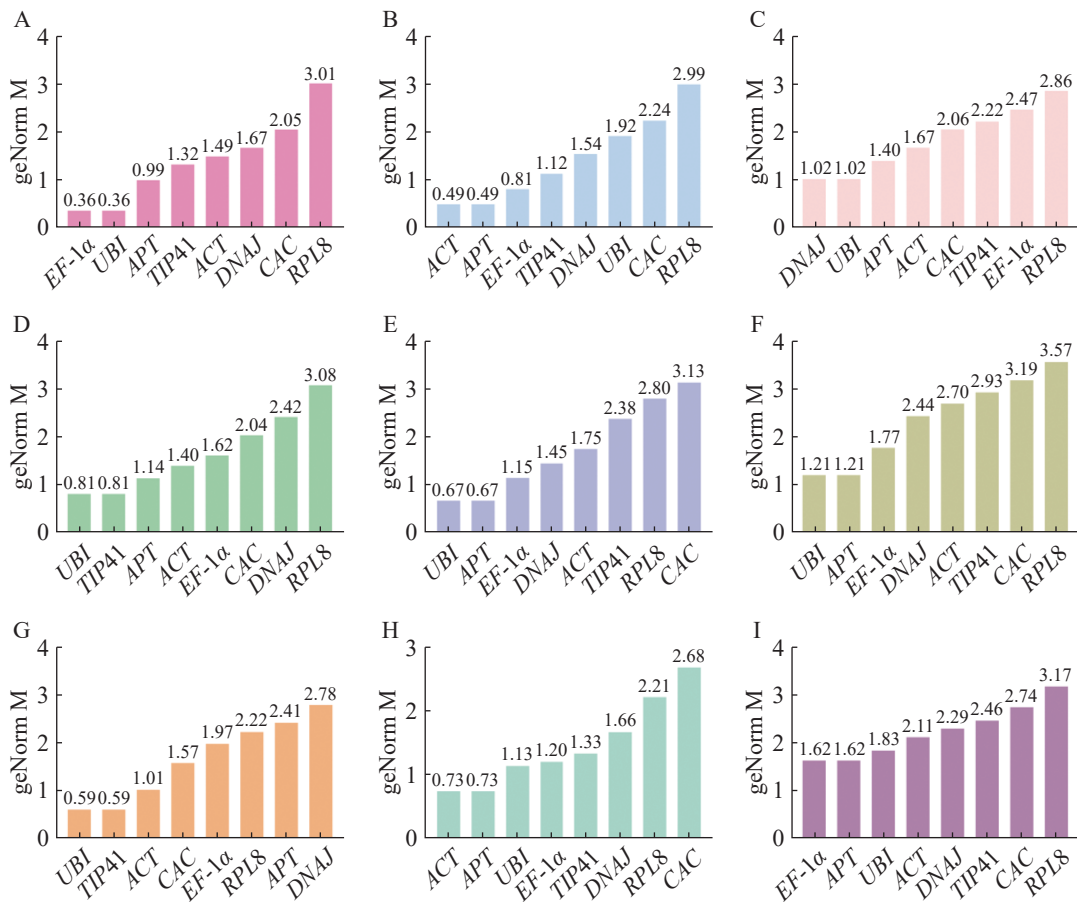 A
geNorm M
4
3
2
1
0
0.36 0.36 0.99 1.32 1.49 1.67 2.05 3.01
EF-1α UBI APT TIP41 ACT DNAJ CAC RPL8
B
geNorm M
4
3
2
1
0
0.49 0.49 0.81 1.12 1.54 1.92 2.24 2.99
ACT APT EF-1α TIP41 DNAJ UBI CAC RPL8
C
geNorm M
4
3
2
1
0
1.02 1.02 1.40 1.67 2.06 2.22 2.47 2.86
DNAJ UBI APT ACT CAC TIP41 EF-1α RPL8
D
geNorm M
4
3
2
1
0
0.81 0.81 1.14 1.40 1.62 2.04 2.42 3.08
UBI TIP41 APT ACT EF-1α CAC DNAJ RPL8
E
geNorm M
4
3
2
1
0
0.67 0.67 1.15 1.45 1.75 2.38 2.80 3.13
UBI APT EF-1α DNAJ ACT TIP41 RPL8 CAC
F
geNorm M
4
3
2
1
0
1.21 1.21 1.77 2.44 2.70 2.93 3.19 3.57
UBI APT EF-1α DNAJ ACT TIP41 CAC RPL8
G
geNorm M
4
3
2
1
0
0.59 0.59 1.01 1.57 1.97 2.22 2.41 2.78
UBI TIP41 ACT CAC EF-1α RPL8 APT DNAJ
H
geNorm M
3
2
1
0
0.73 0.73 1.13 1.20 1.33 1.66 2.21 2.68
ACT APT UBI EF-1α TIP41 DNAJ RPL8 CAC
I
geNorm M
4
3
2
1
0
1.62 1.62 1.83 2.11 2.29 2.46 2.74 3.17
EF-1α APT UBI ACT DNAJ TIP41 CAC RPL8